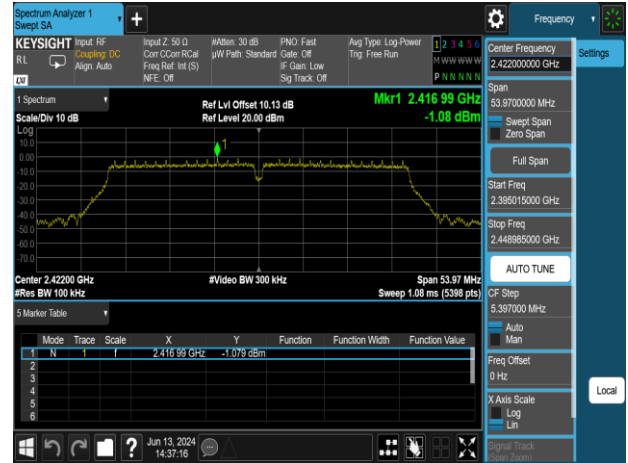 Spectrum Analyzer 1
Swept SA
+
Frequency
KEYSIGHT
RL
Input: RF
Coupling: DC
Align: Auto
Input Z: 50 Ω
Corr CCorr RCal
Freq Ref: Int (S)
NFE: Off
#Atten: 30 dB
µW Path: Standard
PNO: Fast
Gate: Off
IF Gain: Low
Sig Track: Off
Avg Type: Log-Power
Trig: Free Run
1 2 3 4 5 6
M W W W W W
P N N N N N
1 Spectrum
Scale/Div 10 dB
Ref Lvl Offset 10.13 dB
Ref Level 20.00 dBm
Mkr1 2.416 99 GHz
-1.08 dBm
Log
10.0
0.00
-10.0
-20.0
-30.0
-40.0
-50.0
-60.0
-70.0
1
Center 2.42200 GHz
#Res BW 100 kHz
#Video BW 300 kHz
Span 53.97 MHz
Sweep 1.08 ms (5398 pts)
5 Marker Table
Mode Trace Scale X Y Function Function Width Function Value
1 N 1 f 2.416 99 GHz -1.079 dBm
2
3
4
5
6
Jun 13, 2024
14:37:16
?
Center Frequency
2.422000000 GHz
Settings
Span
53.9700000 MHz
Swept Span
Zero Span
Full Span
Start Freq
2.395015000 GHz
Stop Freq
2.448985000 GHz
AUTO TUNE
CF Step
5.397000 MHz
Auto
Man
Freq Offset
0 Hz
X Axis Scale
Log
Lin
Local
Signal Track
(Span Zoom)